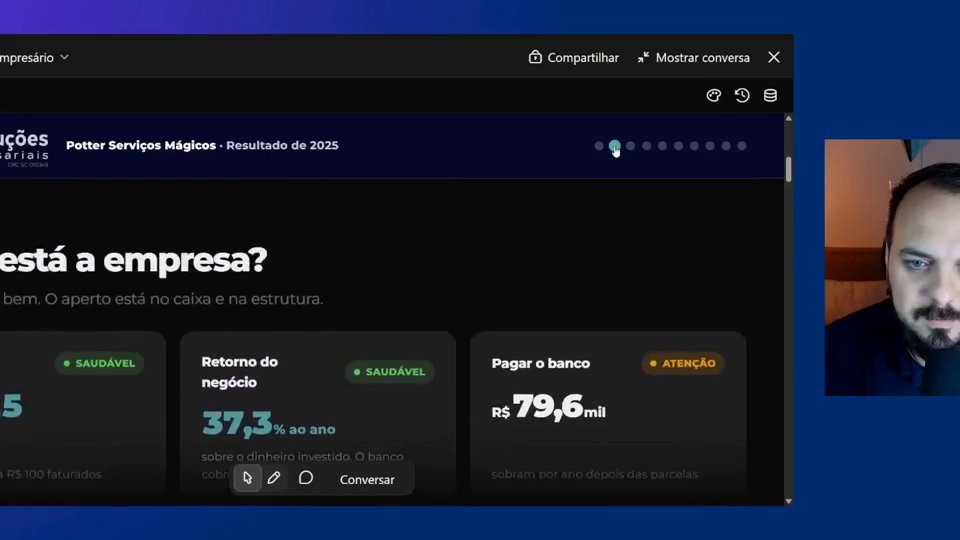 mpresário
Compartilhar
Mostrar conversa
uções
sariais
Potter Serviços Mágicos · Resultado de 2025
está a empresa?
bem. O aperto está no caixa e na estrutura.
SAUDÁVEL
5
a R$ 100 faturados
Retorno do
negócio
SAUDÁVEL
37,3% ao ano
sobre o dinheiro investido. O banco
cobra
Pagar o banco
ATENÇÃO
R$ 79,6mil
sobram por ano depois das parcelas
Conversar